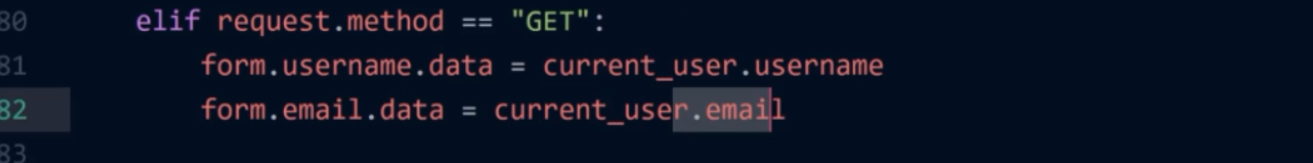 80 elif request.method == "GET":
81 form.username.data = current_user.username
82 form.email.data = current_user.email
83